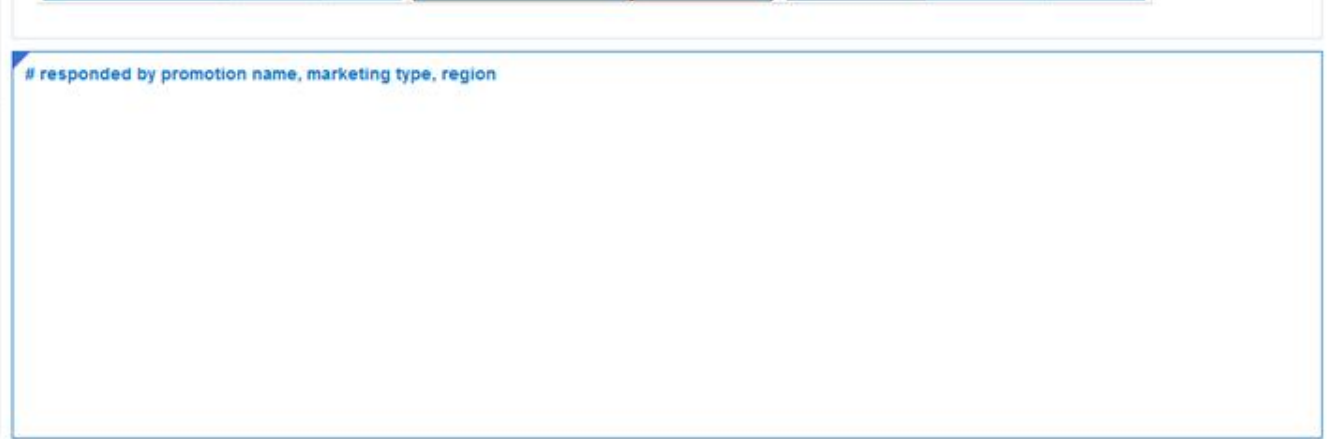 # responded by promotion name, marketing type, region